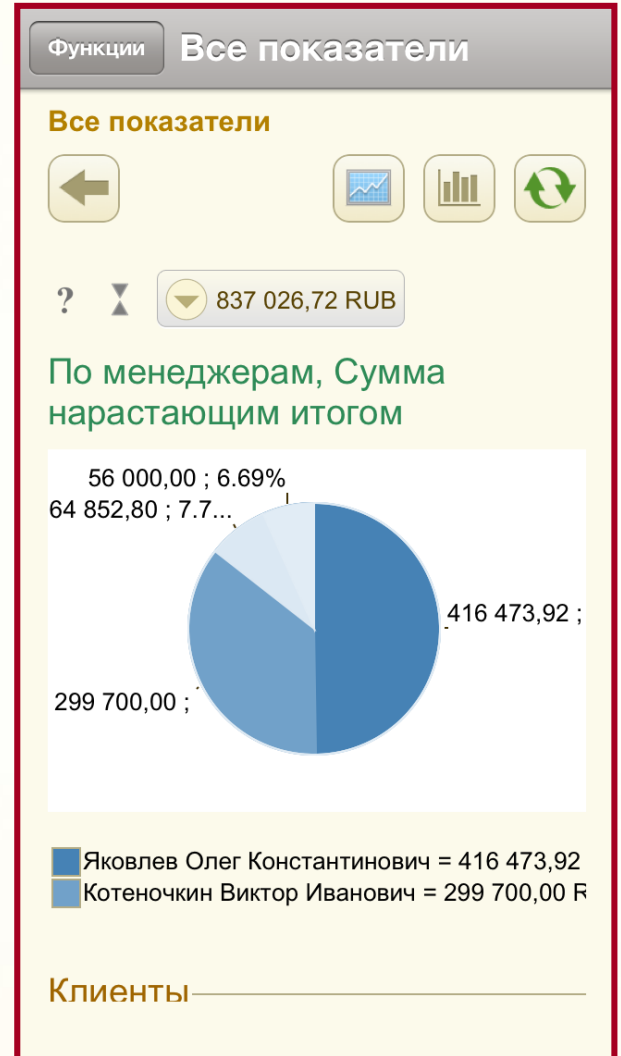 Функции Все показатели
Все показатели
? 837 026,72 RUB
По менеджерам, Сумма
нарастающим итогом
56 000,00 ; 6.69%
64 852,80 ; 7.7...
416 473,92 ;
299 700,00 ;
Яковлев Олег Константинович = 416 473,92
Котеночкин Виктор Иванович = 299 700,00 R
Клиенты